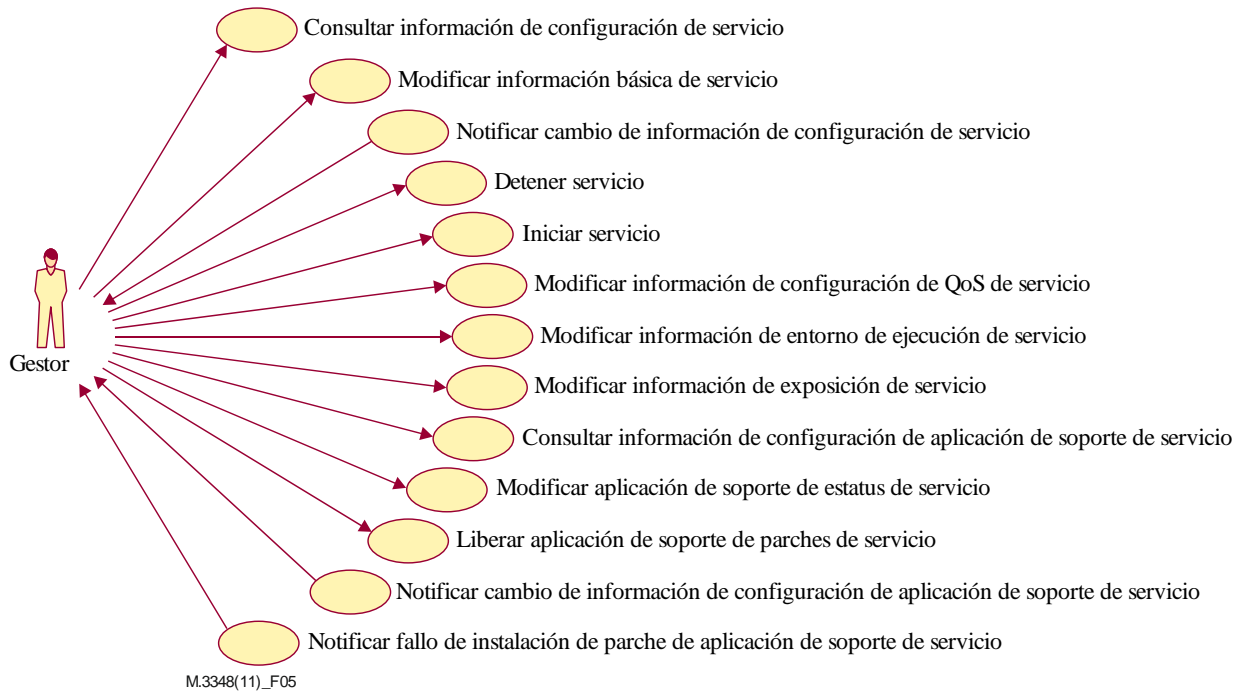 Consultar información de configuración de servicio
Modificar información básica de servicio
Notificar cambio de información de configuración de servicio
Detener servicio
Iniciar servicio
Modificar información de configuración de QoS de servicio
Modificar información de entorno de ejecución de servicio
Gestor
Modificar información de exposición de servicio
Consultar información de configuración de aplicación de soporte de servicio
Modificar aplicación de soporte de estatus de servicio
Liberar aplicación de soporte de parches de servicio
Notificar cambio de información de configuración de aplicación de soporte de servicio
Notificar fallo de instalación de parche de aplicación de soporte de servicio
M.3348(11)_F05